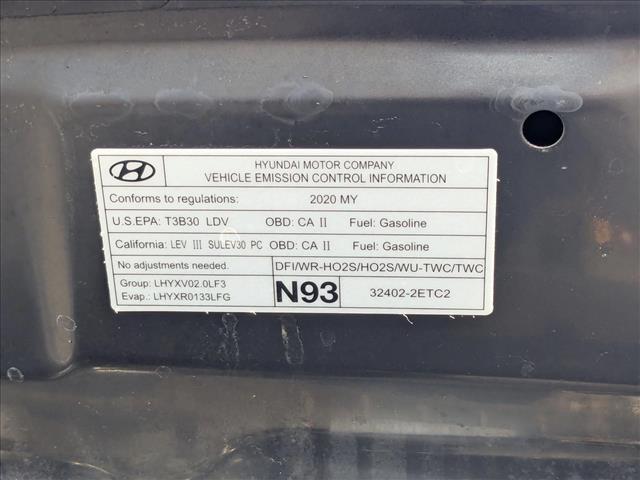 HYUNDAI MOTOR COMPANY
VEHICLE EMISSION CONTROL INFORMATION
Conforms to regulations: 2020 MY
U.S.EPA: T3B30 LDV OBD: CA II Fuel: Gasoline
California: LEV III SULEV30 PC OBD: CA II Fuel: Gasoline
No adjustments needed. DFI/WR-HO2S/HO2S/WU-TWC/TWC
Group: LHYXV02.0LF3
Evap.: LHYXR0133LFG
N93 32402-2ETC2